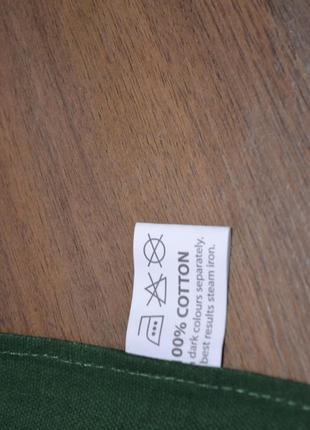 00% COTTON
dark colours separately.
best results steam iron.